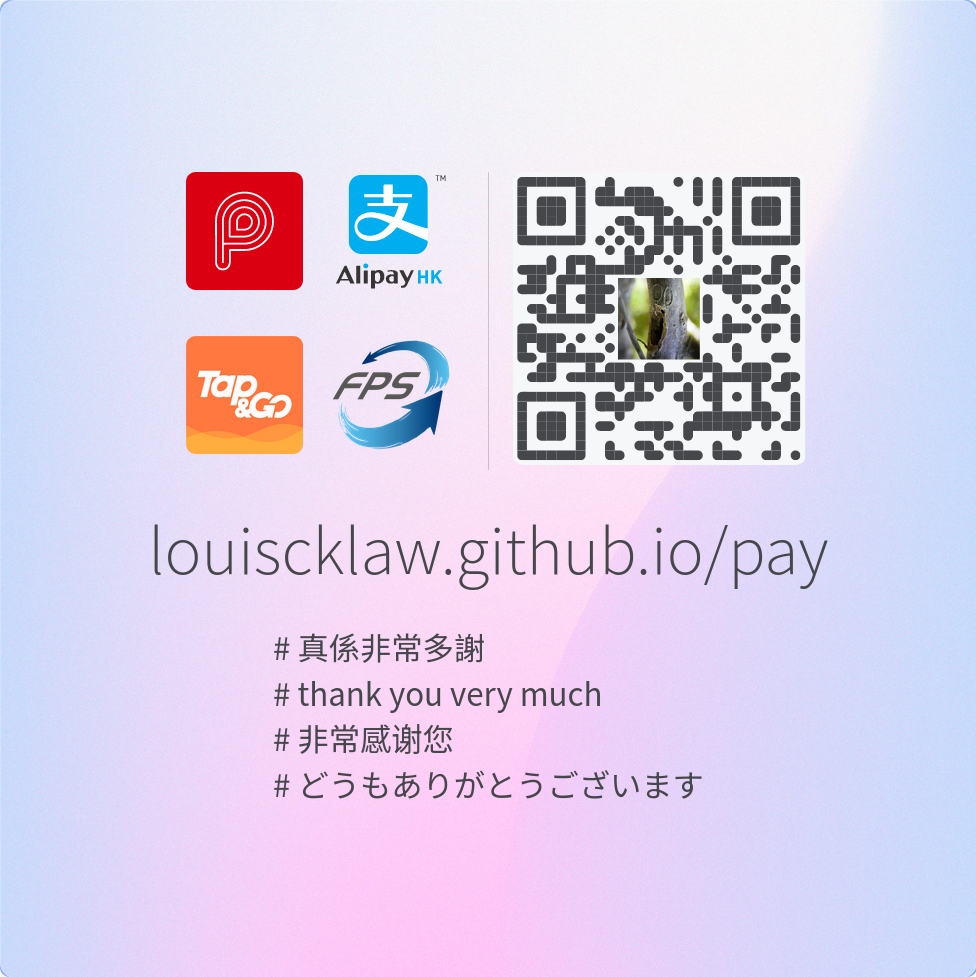 支
TM
Alipay HK
Tap
&GO
FPS
louiscklaw.github.io/pay
# 真係非常多謝
# thank you very much
# 非常感谢您
# どうもありがとうございます